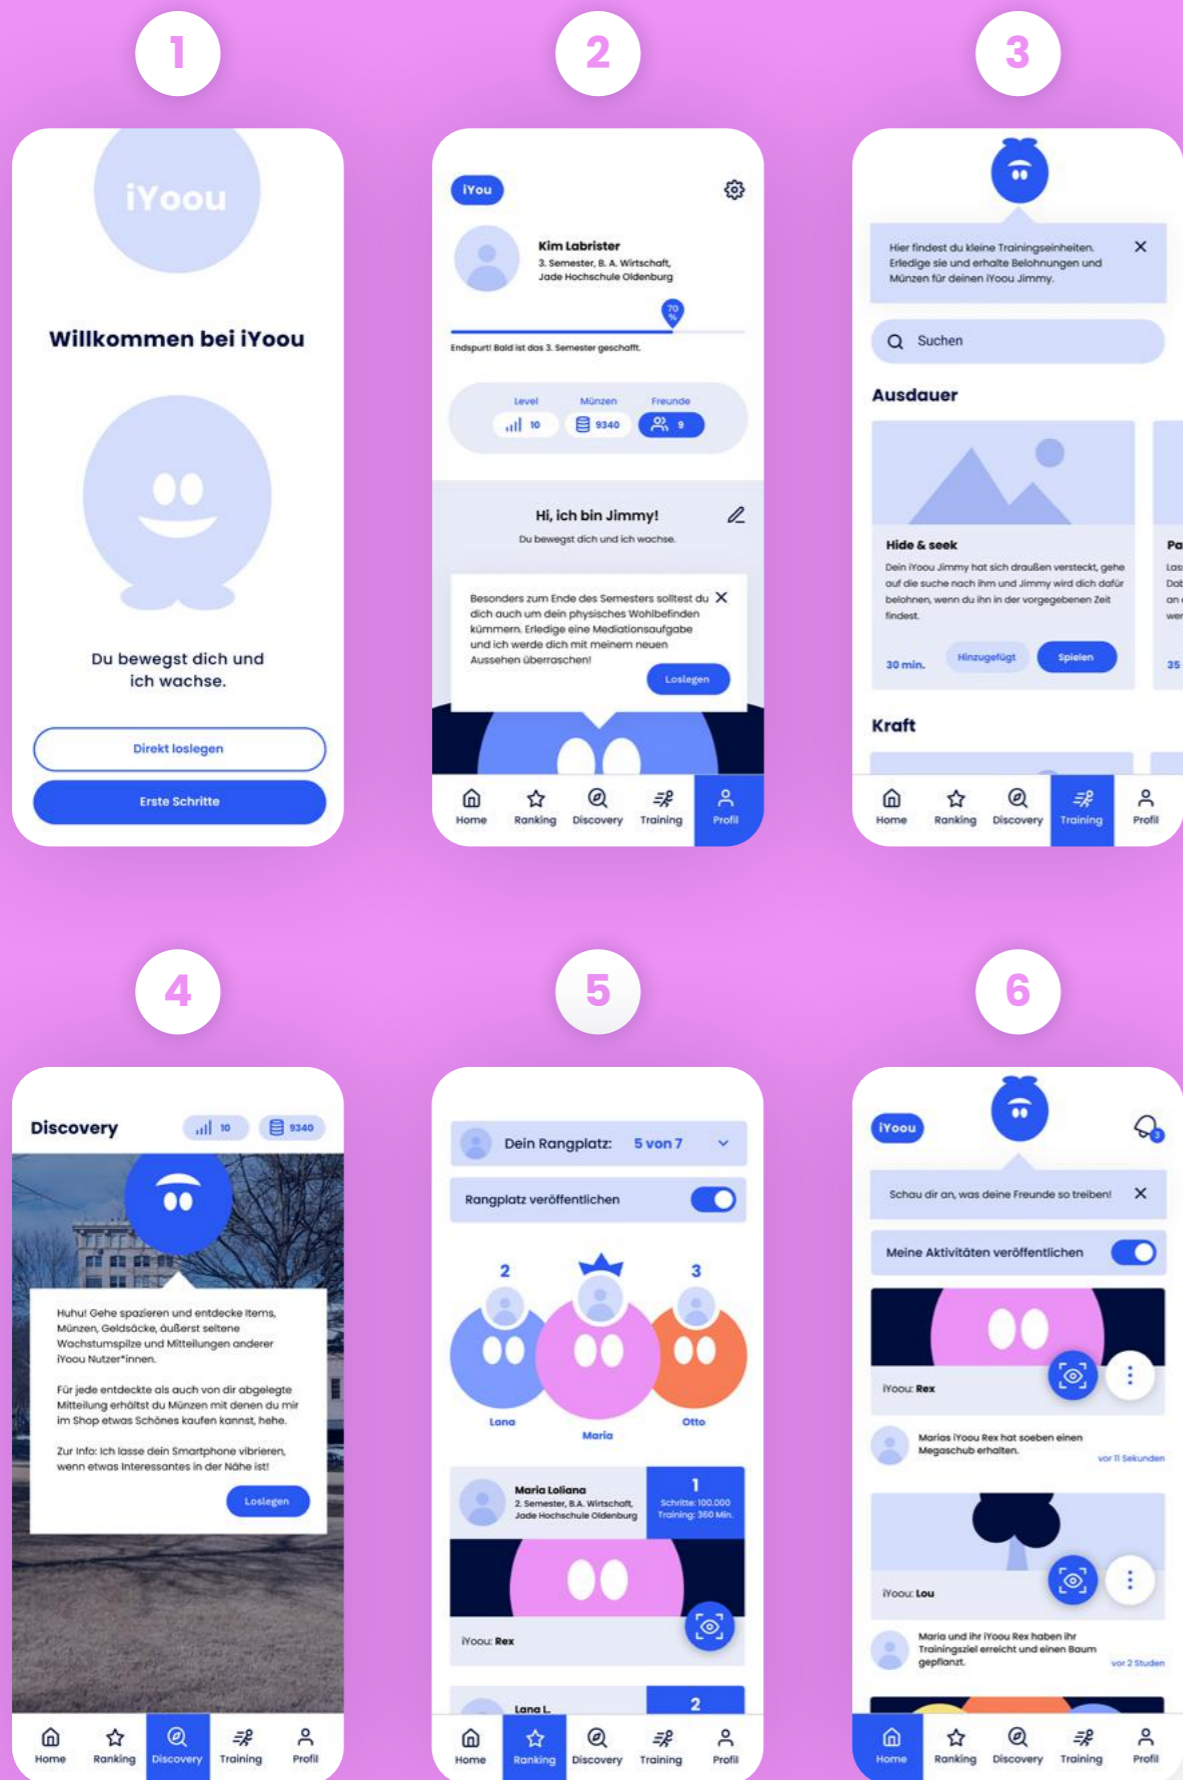 1
iYoou
Willkommen bei iYoou
Du bewegst dich und
ich wachse.
Direkt loslegen
Erste Schritte
2
iYou
Kim Labrister
3. Semester, B. A. Wirtschaft,
Jade Hochschule Oldenburg
70
%
Endspurt! Bald ist das 3. Semester geschafft.
Level Münzen Freunde
10 9340 9
Hi, ich bin Jimmy!
Du bewegst dich und ich wachse.
Besonders zum Ende des Semesters solltest du
dich auch um dein physisches Wohlbefinden
kümmern. Erledige eine Mediationsaufgabe
und ich werde dich mit meinem neuen
Aussehen überraschen!
Loslegen
Home Ranking Discovery Training Profil
3
Hier findest du kleine Trainingseinheiten.
Erledige sie und erhalte Belohnungen und
Münzen für deinen iYoou Jimmy.
Suchen
Ausdauer
Hide & seek
Dein iYoou Jimmy hat sich draußen versteckt, gehe
auf die suche nach ihm und Jimmy wird dich dafür
belohnen, wenn du ihn in der vorgegebenen Zeit
findest.
30 min. Hinzugefügt Spielen
Pa
Las
Dab
an
wer
35
Kraft
Home Ranking Discovery Training Profil
4
Discovery 10 9340
Huhu! Gehe spazieren und entdecke Items,
Münzen, Geldsäcke, äußerst seltene
Wachstumspilze und Mitteilungen anderer
iYoou Nutzer*innen.
Für jede entdeckte als auch von dir abgelegte
Mitteilung erhältst du Münzen mit denen du mir
im Shop etwas Schönes kaufen kannst, hehe.
Zur Info: Ich lasse dein Smartphone vibrieren,
wenn etwas Interessantes in der Nähe ist!
Loslegen
Home Ranking Discovery Training Profil
5
Dein Rangplatz: 5 von 7
Rangplatz veröffentlichen
2 3
Lana Maria Otto
Maria Loliana
2. Semester, B.A. Wirtschaft,
Jade Hochschule Oldenburg
1
Schritte: 100.000
Training: 360 Min.
iYoou: Rex
Lana L. 2
Home Ranking Discovery Training Profil
6
iYoou
3
Schau dir an, was deine Freunde so treiben!
Meine Aktivitäten veröffentlichen
iYoou: Rex
Marias iYoou Rex hat soeben einen
Megaschub erhalten.
vor 11 Sekunden
iYoou: Lou
Maria und ihr iYoou Rex haben ihr
Trainingsziel erreicht und einen Baum
gepflanzt.
vor 2 Studen
Home Ranking Discovery Training Profil